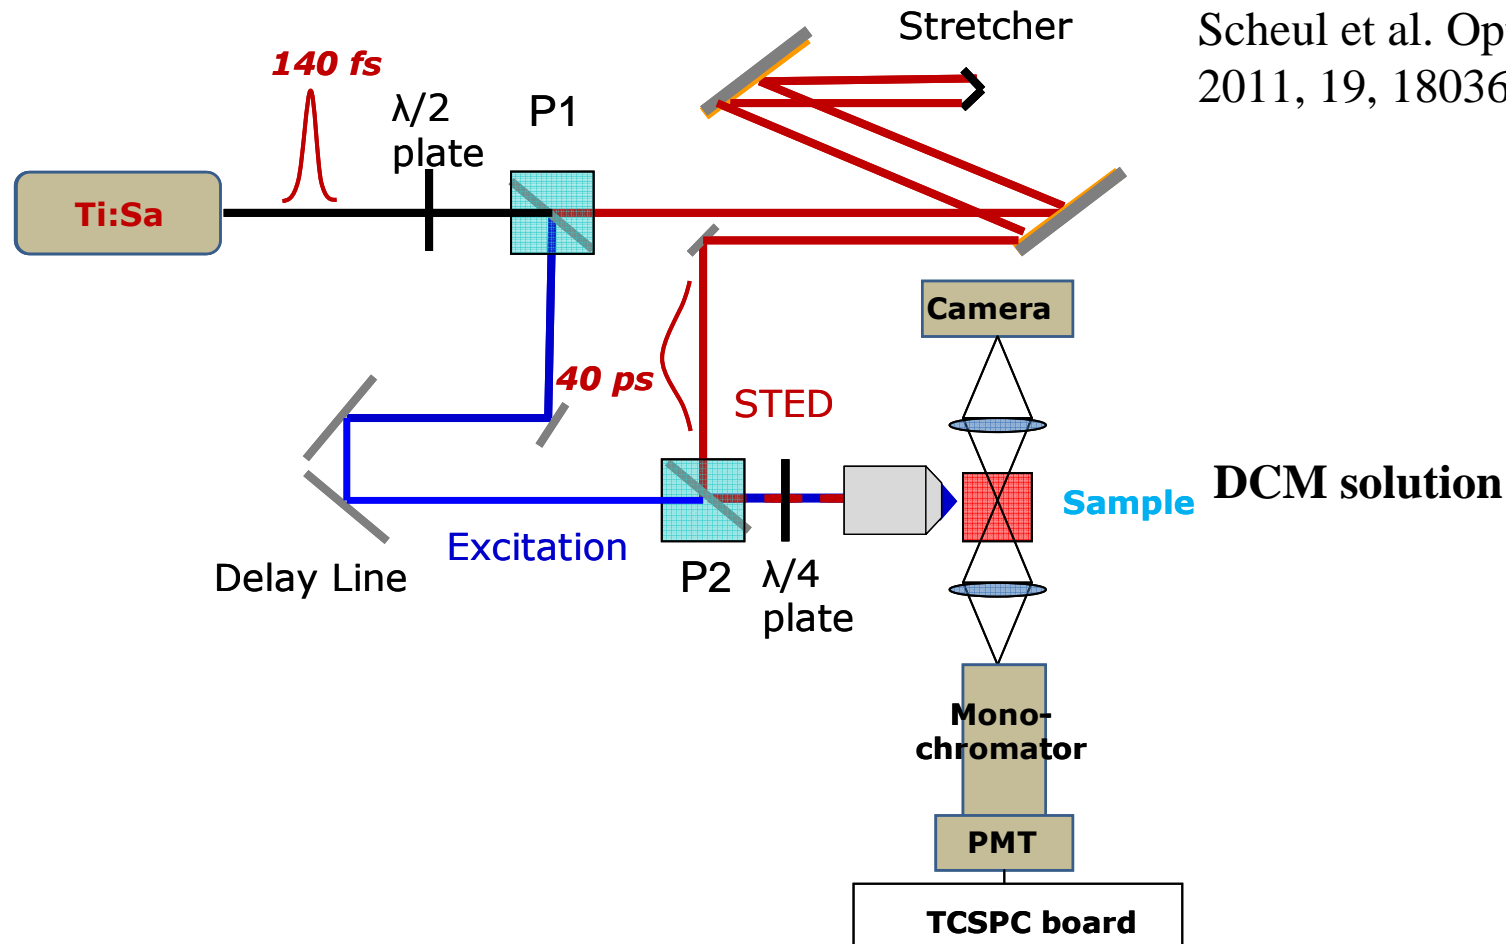 Stretcher
Scheul et al. Op
2011, 19, 18036
140 fs
λ/2
plate
P1
Ti:Sa
Camera
40 ps
STED
Sample
DCM solution
Excitation
Delay Line
P2
λ/4
plate
Mono-
chromator
PMT
TCSPC board